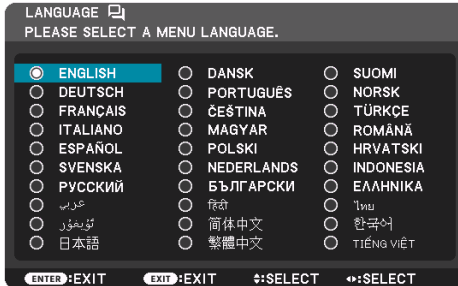 LANGUAGE
PLEASE SELECT A MENU LANGUAGE.
ENGLISH DANSK SUOMI
DEUTSCH PORTUGUÊS NORSK
FRANÇAIS ČEŠTINA TÜRKÇE
ITALIANO MAGYAR ROMÂNĂ
ESPAÑOL POLSKI HRVATSKI
SVENSKA NEDERLANDS INDONESIA
РУССКИЙ БЪЛГАРСКИ ΕΛΛΗΝΙΚΑ
عربي हिंदी ไทย
ئۇيغۇر 简体中文 한국어
日本語 繁體中文 TIẾNG VIỆT
ENTER:EXIT EXIT:EXIT :SELECT :SELECT